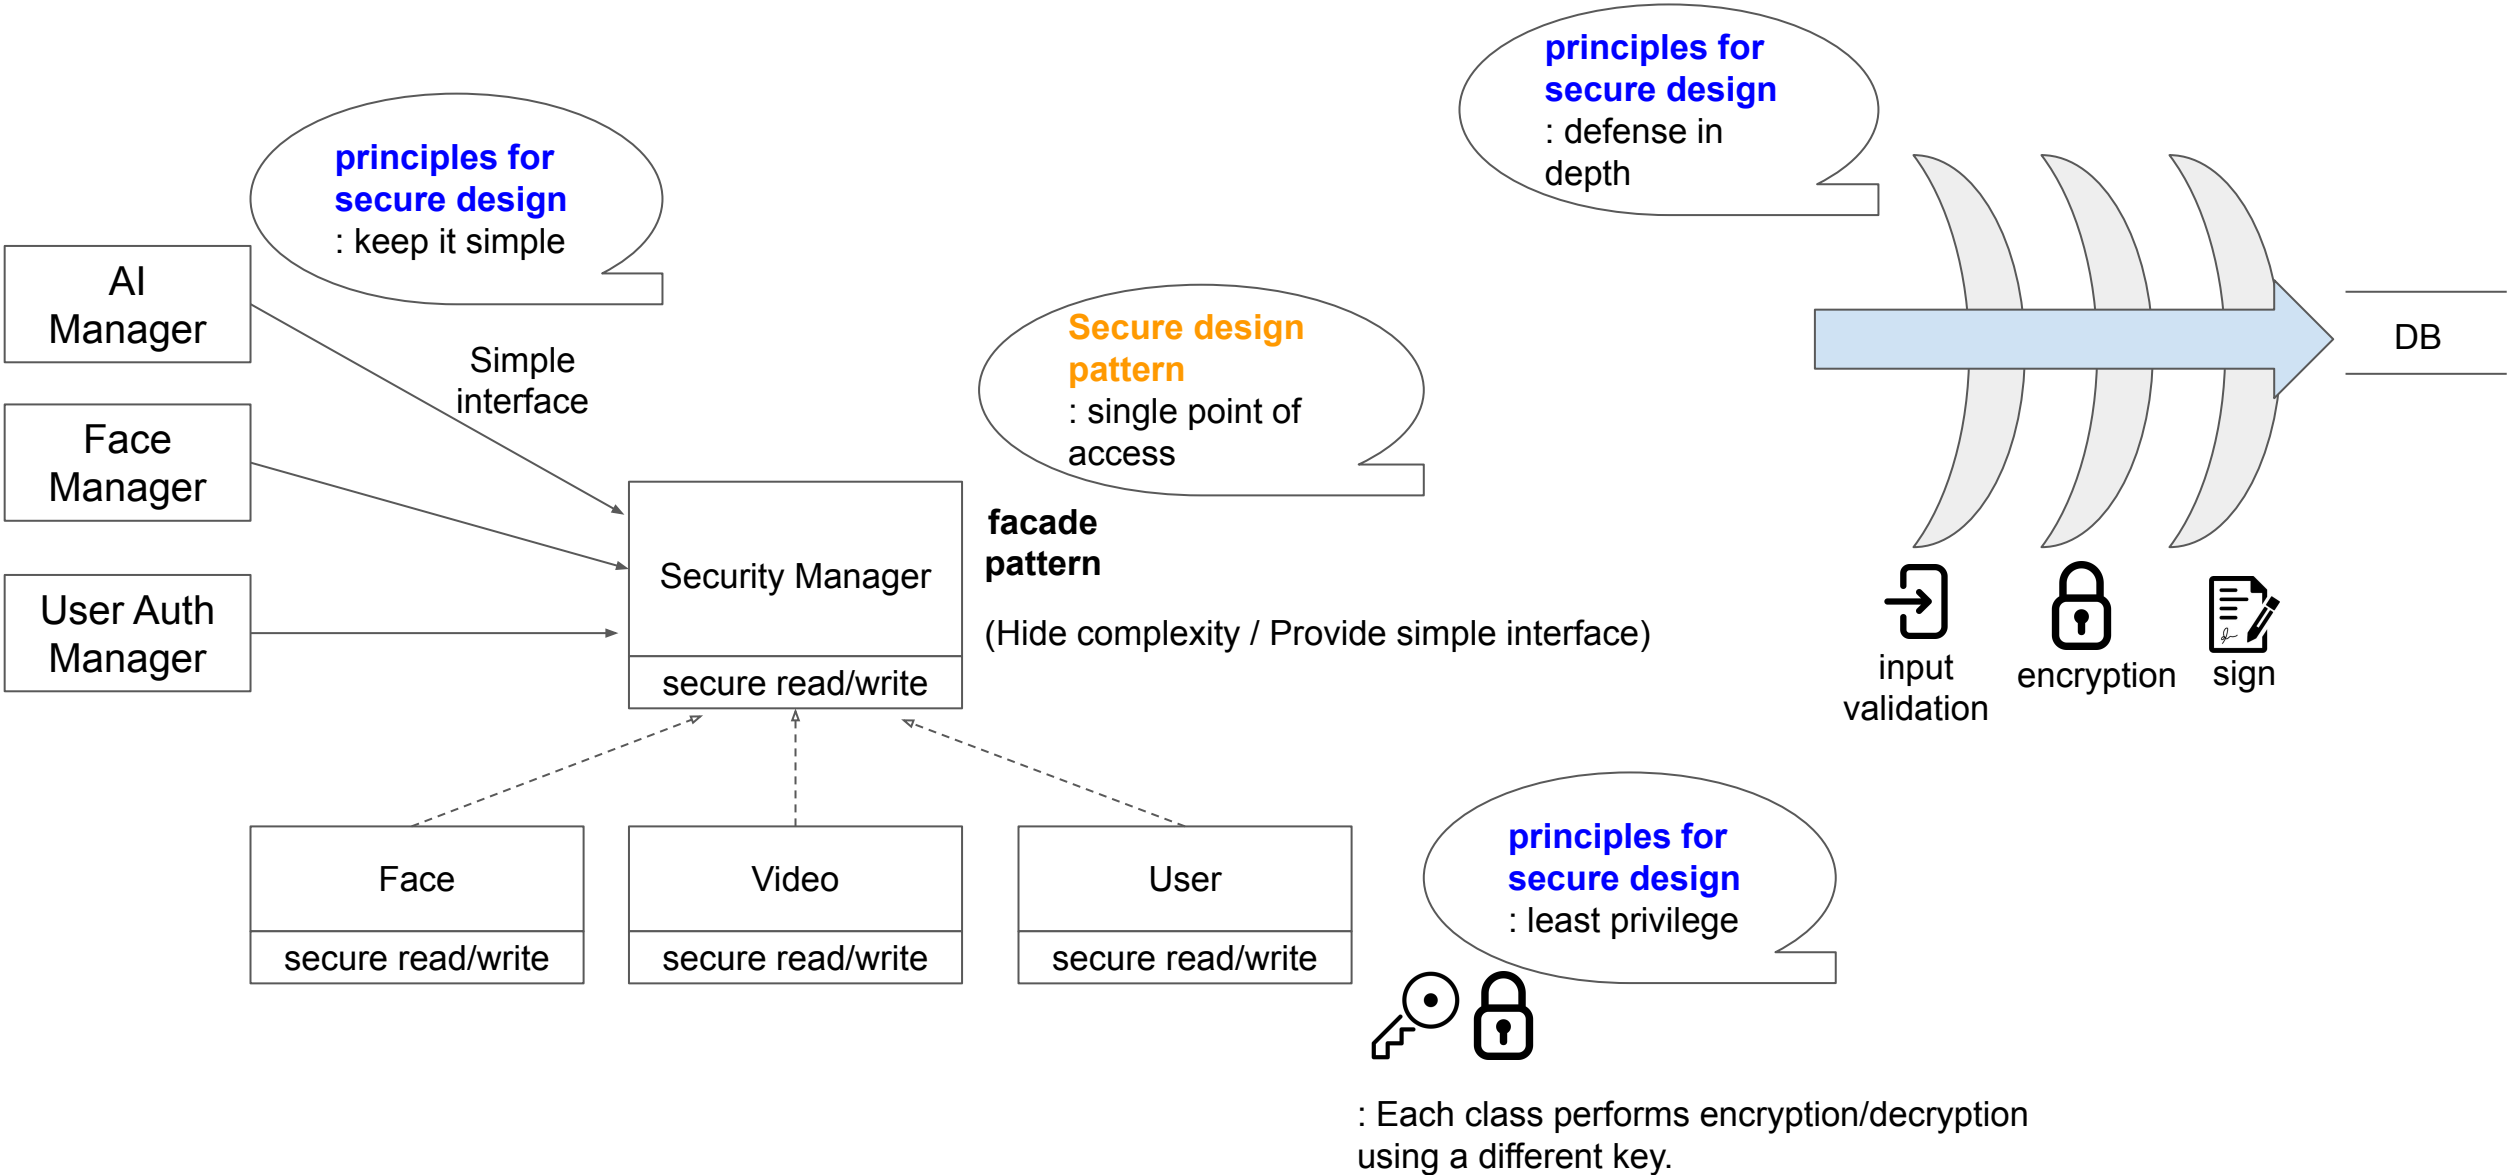 principles for
secure design
: keep it simple
principles for
secure design
: defense in
depth
AI
Manager
Simple
interface
Secure design
pattern
: single point of
access
DB
Face
Manager
User Auth
Manager
Security Manager
secure read/write
facade
pattern
(Hide complexity / Provide simple interface)
input
validation
encryption
sign
Face
secure read/write
Video
secure read/write
User
secure read/write
principles for
secure design
: least privilege
: Each class performs encryption/decryption
using a different key.